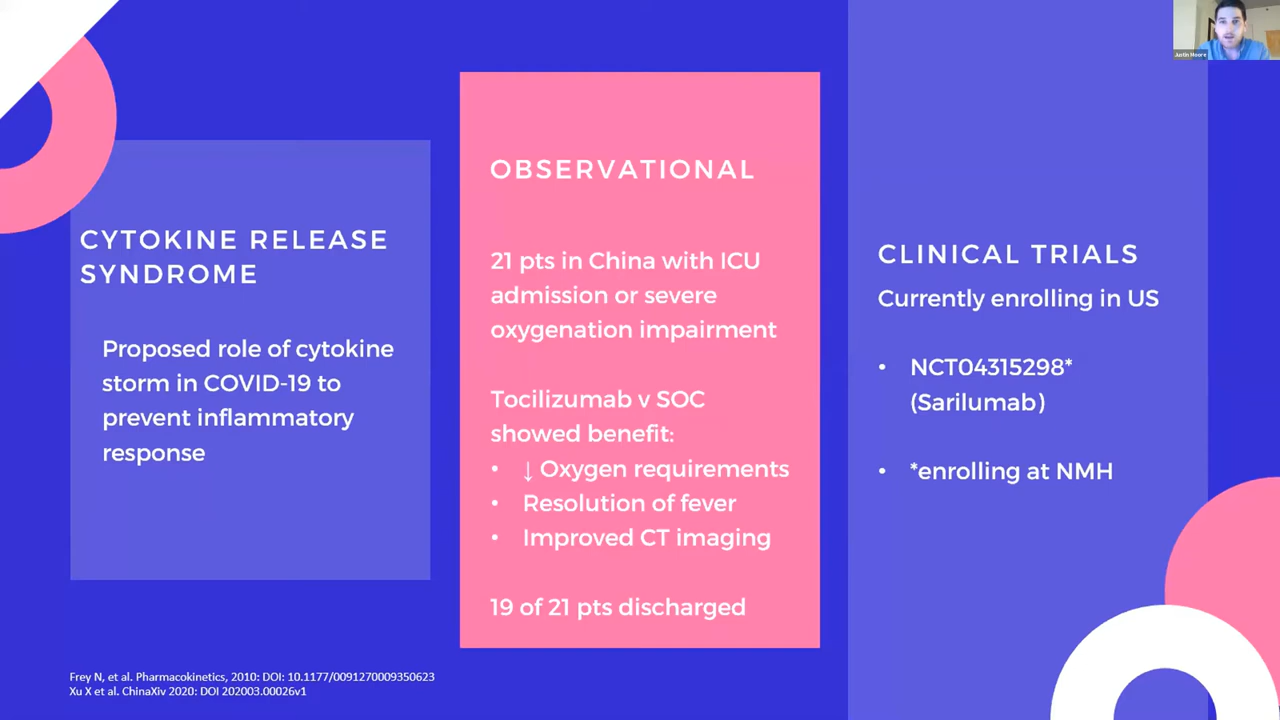 CYTOKINE RELEASE
SYNDROME
Proposed role of cytokine
storm in COVID-19 to
prevent inflammatory
response
OBSERVATIONAL
21 pts in China with ICU
admission or severe
oxygenation impairment
Tocilizumab v SOC
showed benefit:
• ↓ Oxygen requirements
• Resolution of fever
• Improved CT imaging
19 of 21 pts discharged
CLINICAL TRIALS
Currently enrolling in US
• NCT04315298*
(Sarilumab)
• *enrolling at NMH
Justin Moore
Frey N, et al. Pharmacokinetics, 2010: DOI: 10.1177/0091270009350623
Xu X et al. ChinaXiv 2020: DOI 202003.00026v1